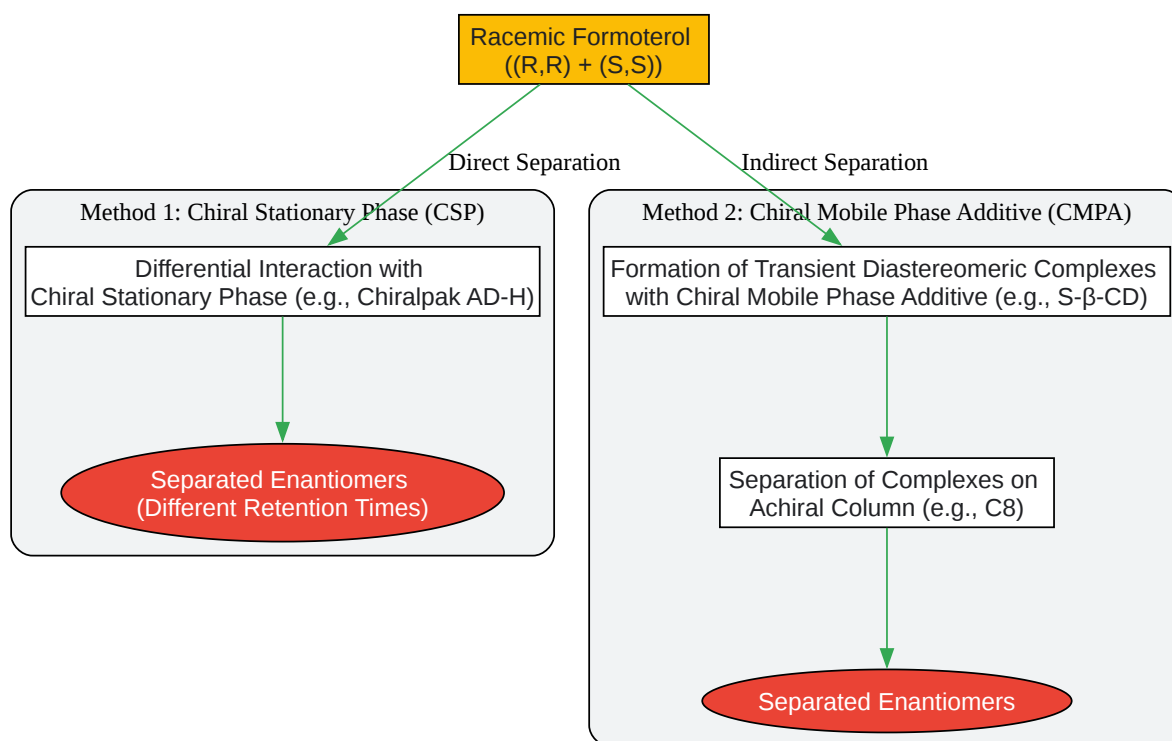 Racemic Formoterol
((R,R) + (S,S))
Direct Separation
Indirect Separation
Method 1: Chiral Stationary Phase (CSP)
Differential Interaction with
Chiral Stationary Phase (e.g., Chiralpak AD-H)
Separated Enantiomers
(Different Retention Times)
Method 2: Chiral Mobile Phase Additive (CMPA)
Formation of Transient Diastereomeric Complexes
with Chiral Mobile Phase Additive (e.g., S-β-CD)
Separation of Complexes on
Achiral Column (e.g., C8)
Separated Enantiomers